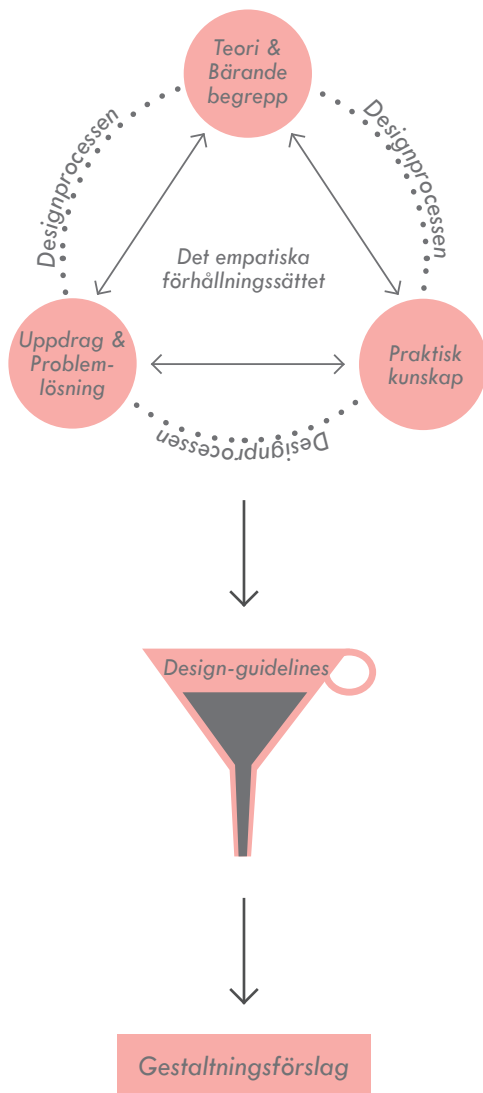 Teori &
Bärande
begrepp
Designprocessen
Designprocessen
Det empatiska
förhållningssättet
Uppdrag &
Problem-
lösning
Praktisk
kunskap
Designprocessen
Design-guidelines
Gestaltningsförslag